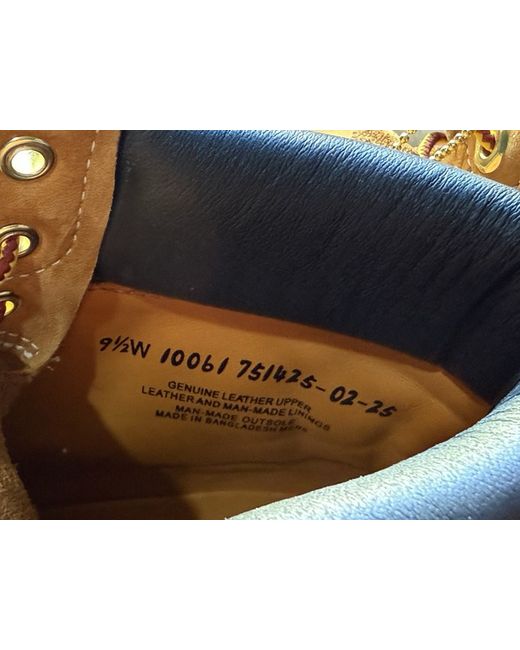 9½W 10061 751425-02-25
GENUINE LEATHER UPPER
LEATHER AND MAN-MADE LININGS
MAN-MADE OUTSOLE
MADE IN BANGLADESH